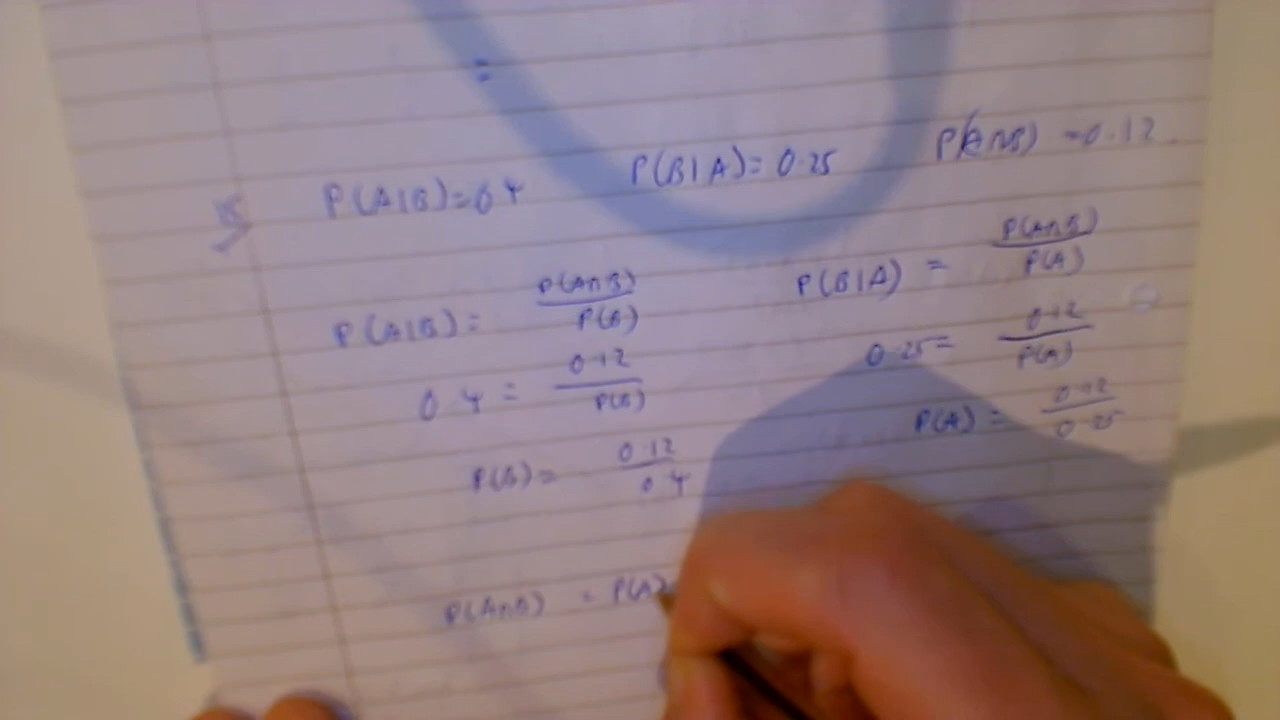 =
15 P(A|B)=0.4 P(B|A)=0.25 P(A∩B) =0.12
P(A|B)= P(A∩B)/P(B) P(B|A) = P(A∩B)/P(A)
0.4 = 0.12/P(B) 0.25= 0.12/P(A)
P(B)= 0.12/0.4 P(A) = 0.12/0.25
P(A∩B) = P(A)